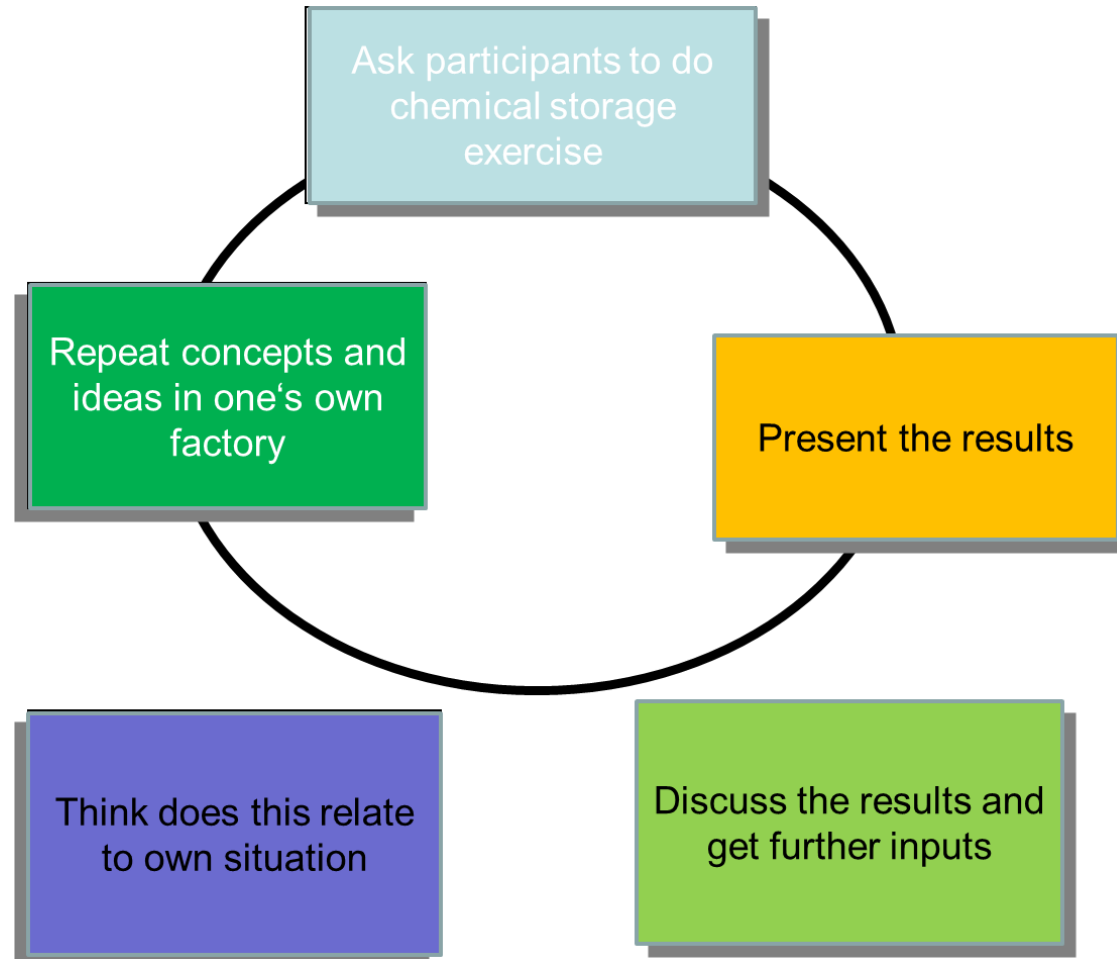 Ask participants to do
chemical storage
exercise
Repeat concepts and
ideas in one‘s own
factory
Present the results
Think does this relate
to own situation
Discuss the results and
get further inputs